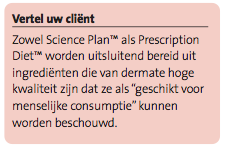 Vertel uw cliënt
Zowel Science Plan™ als Prescription
Diet™ worden uitsluitend bereid uit
ingrediënten die van dermate hoge
kwaliteit zijn dat ze als “geschikt voor
menselijke consumptie” kunnen
worden beschouwd.